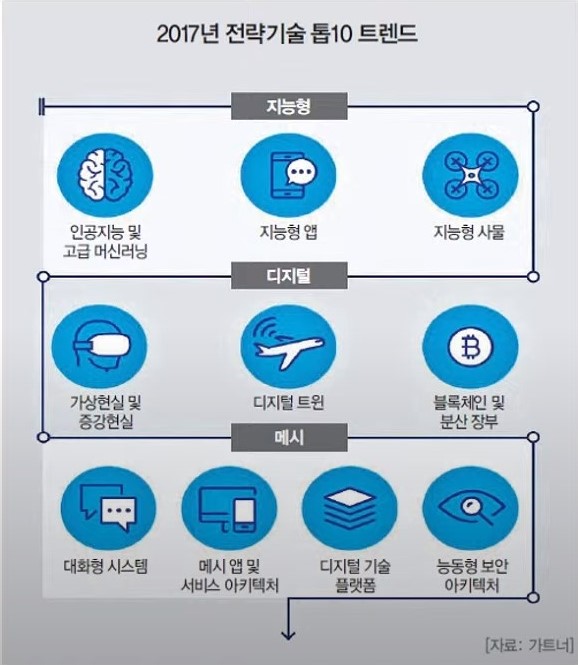 2017년 전략기술 톱10 트렌드
지능형
인공지능 및
고급 머신러닝
지능형 앱
지능형 사물
디지털
가상현실 및
증강현실
디지털 트윈
블록체인 및
분산 장부
메시
대화형 시스템
메시 앱 및
서비스 아키텍처
디지털 기술
플랫폼
능동형 보안
아키텍처
[자료: 가트너]